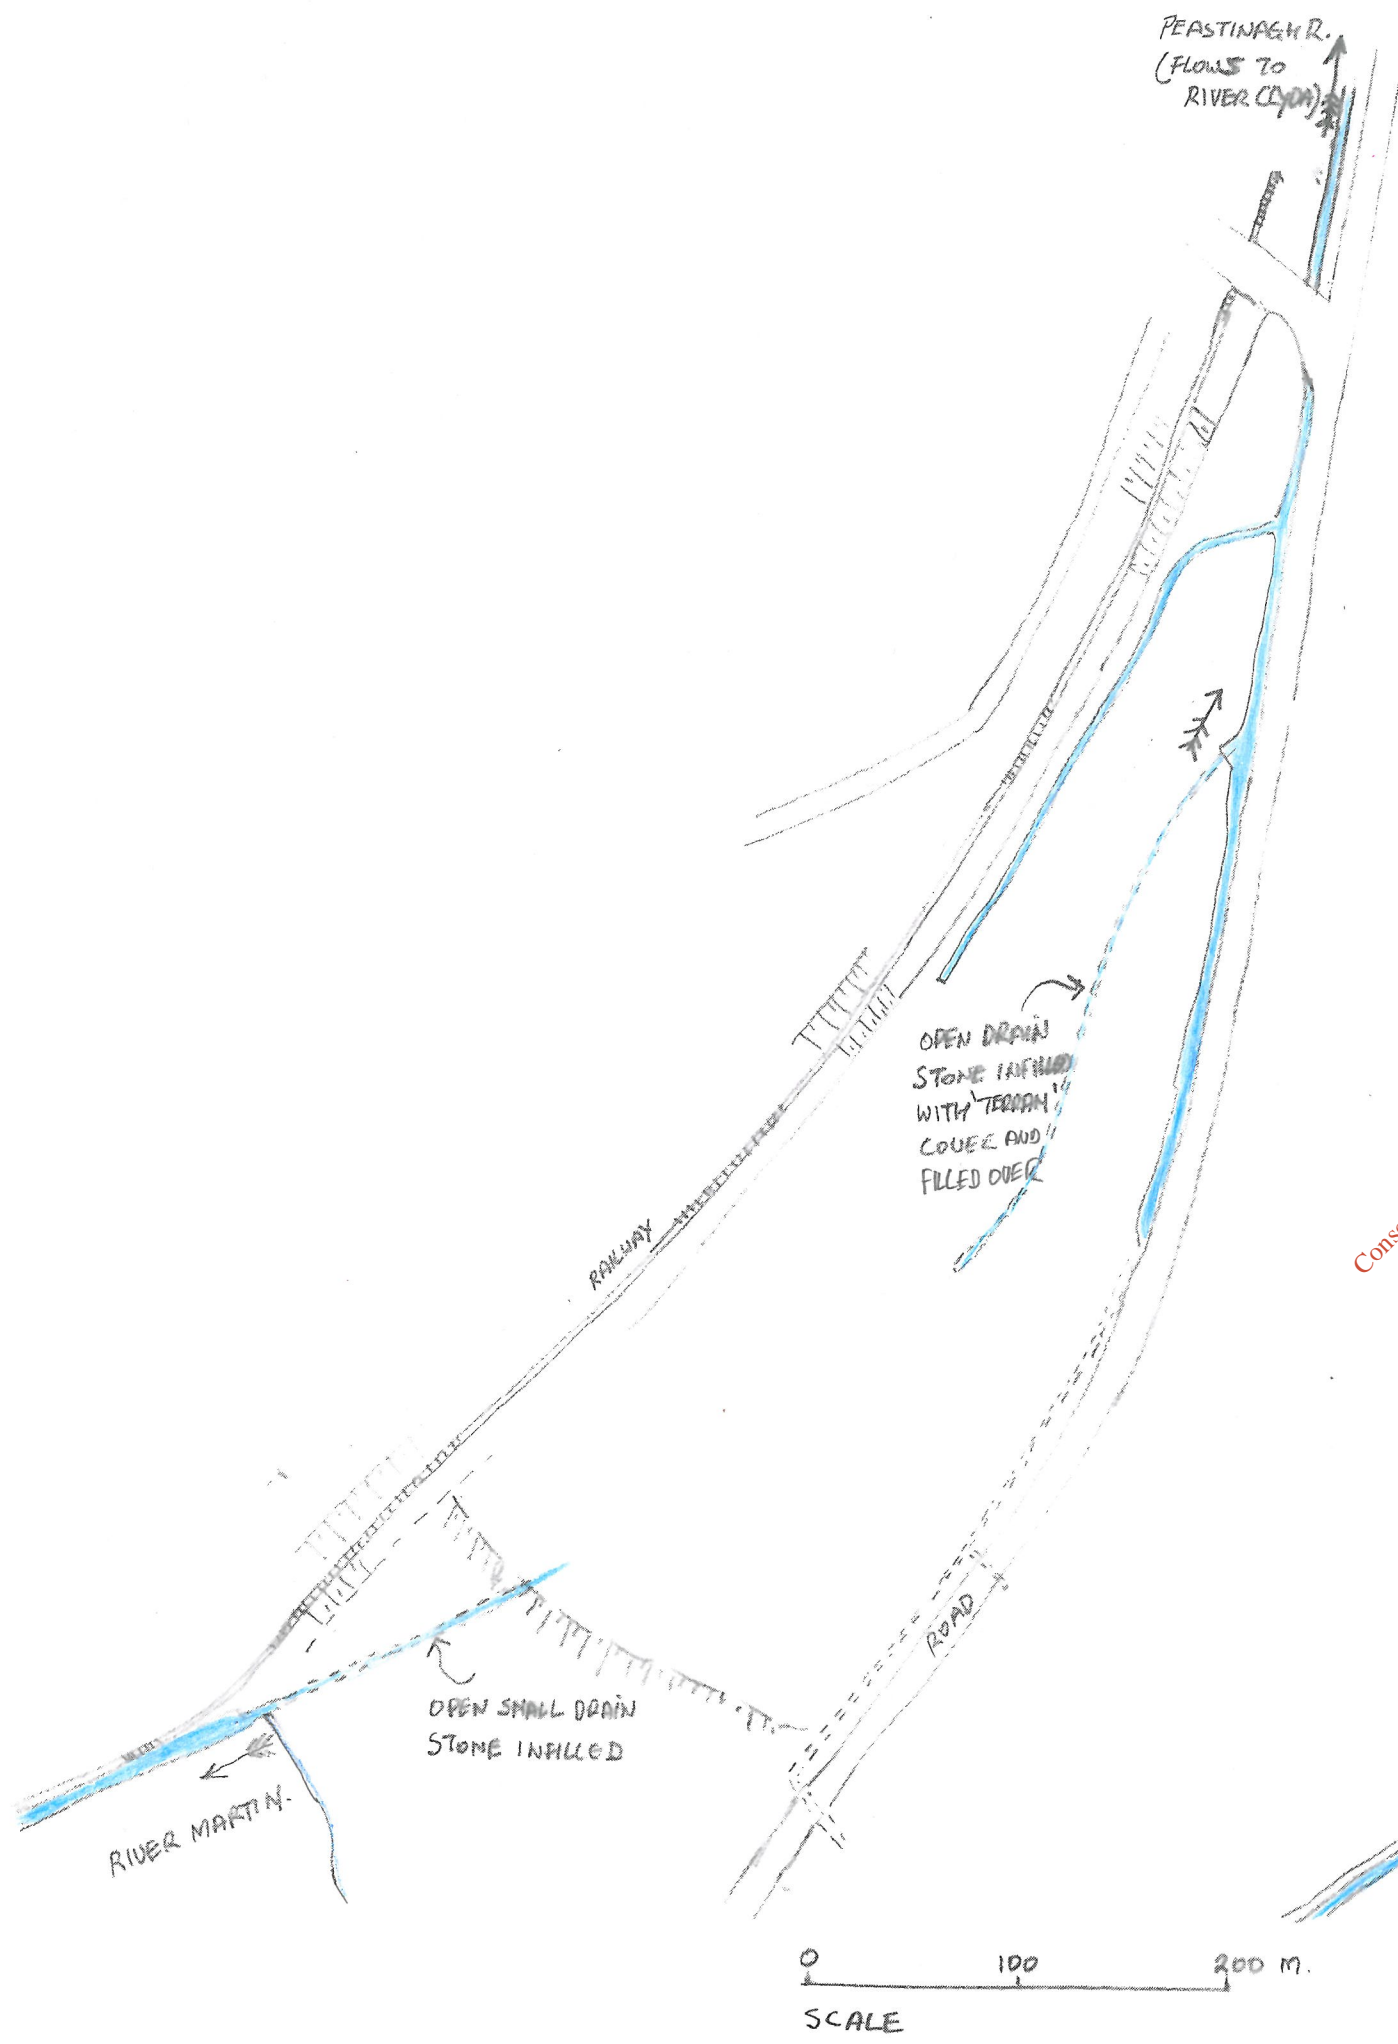 PEASTINAGH R.
(FLOWS TO
RIVER CLYDA)
OPEN DRAIN
STONE INFILLED
WITH 'TERRAM'
COVER AND
FILLED OVER
Cons
RAILWAY
ROAD
OPEN SMALL DRAIN
STONE INFILLED
RIVER MARTIN.
0 100 200 m.
SCALE